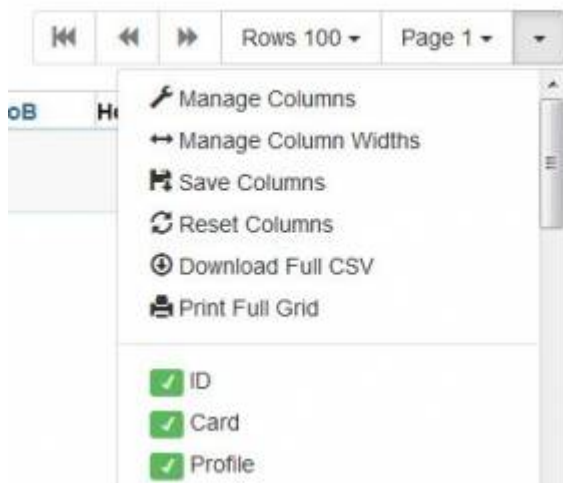 Rows 100 Page 1
oB H
Manage Columns
Manage Column Widths
Save Columns
Reset Columns
Download Full CSV
Print Full Grid
ID
Card
Profile